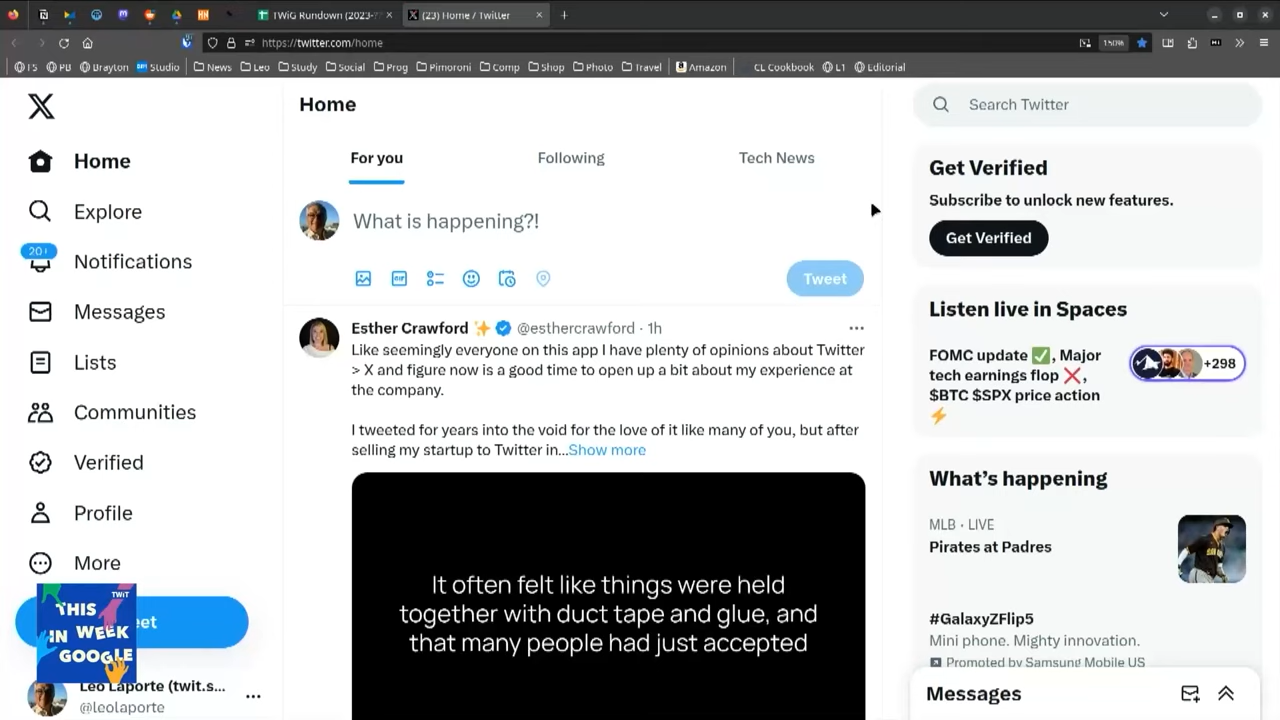 TWiG Rundown (2023-7
(23) Home / Twitter
https://twitter.com/home
150%
TS
PB
Brayton
Studio
News
Leo
Study
Social
Prog
Pimoroni
Comp
Shop
Photo
Travel
Amazon
CL Cookbook
L1
Editorial
Home
Explore
20+
Notifications
Messages
Lists
Communities
Verified
Profile
More
TWiT
THIS
IN WEEK
GOOGLE
eet
Leo Laporte (twit.s...
@leolaporte
Home
For you
Following
Tech News
What is happening?!
GIF
Tweet
Esther Crawford ✨ @esthercrawford · 1h
Like seemingly everyone on this app I have plenty of opinions about Twitter
> X and figure now is a good time to open up a bit about my experience at
the company.
I tweeted for years into the void for the love of it like many of you, but after
selling my startup to Twitter in...Show more
It often felt like things were held
together with duct tape and glue, and
that many people had just accepted
Search Twitter
Get Verified
Subscribe to unlock new features.
Get Verified
Listen live in Spaces
FOMC update ✅, Major
tech earnings flop ❌,
$BTC $SPX price action
⚡
+298
What's happening
MLB · LIVE
Pirates at Padres
#GalaxyZFlip5
Mini phone. Mighty innovation.
Promoted by Samsung Mobile US
Messages